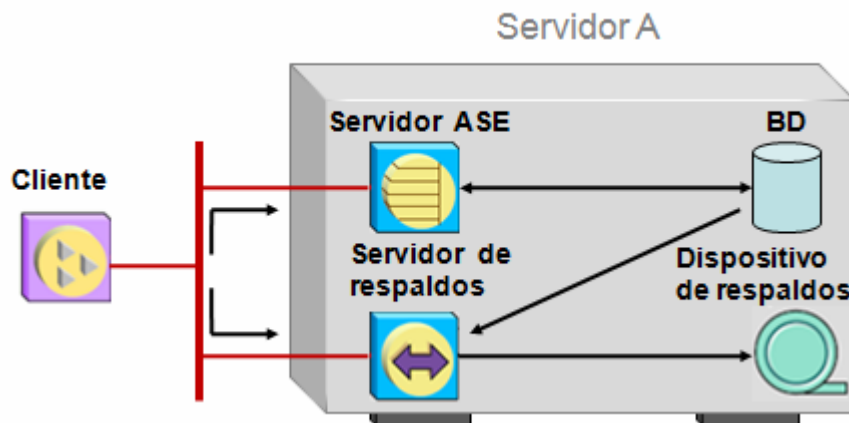 Servidor A
Servidor ASE
BD
Cliente
Servidor de
respaldos
Dispositivo
de respaldos